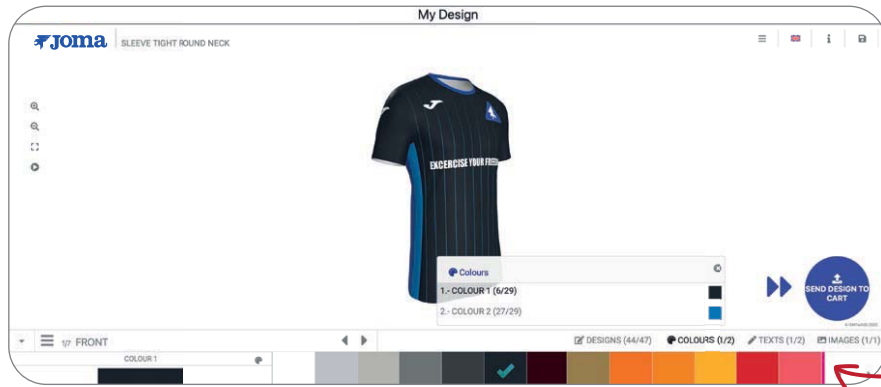 My Design
Joma SLEEVE TIGHT ROUND NECK
i
EXCERCISE YOUR
Colours
1.- COLOUR 1 (6/29)
2.- COLOUR 2 (27/29)
SEND DESIGN TO
CART
1/7 FRONT
DESIGNS (44/47) COLOURS (1/2) TEXTS (1/2) IMAGES (1/1)
COLOUR 1